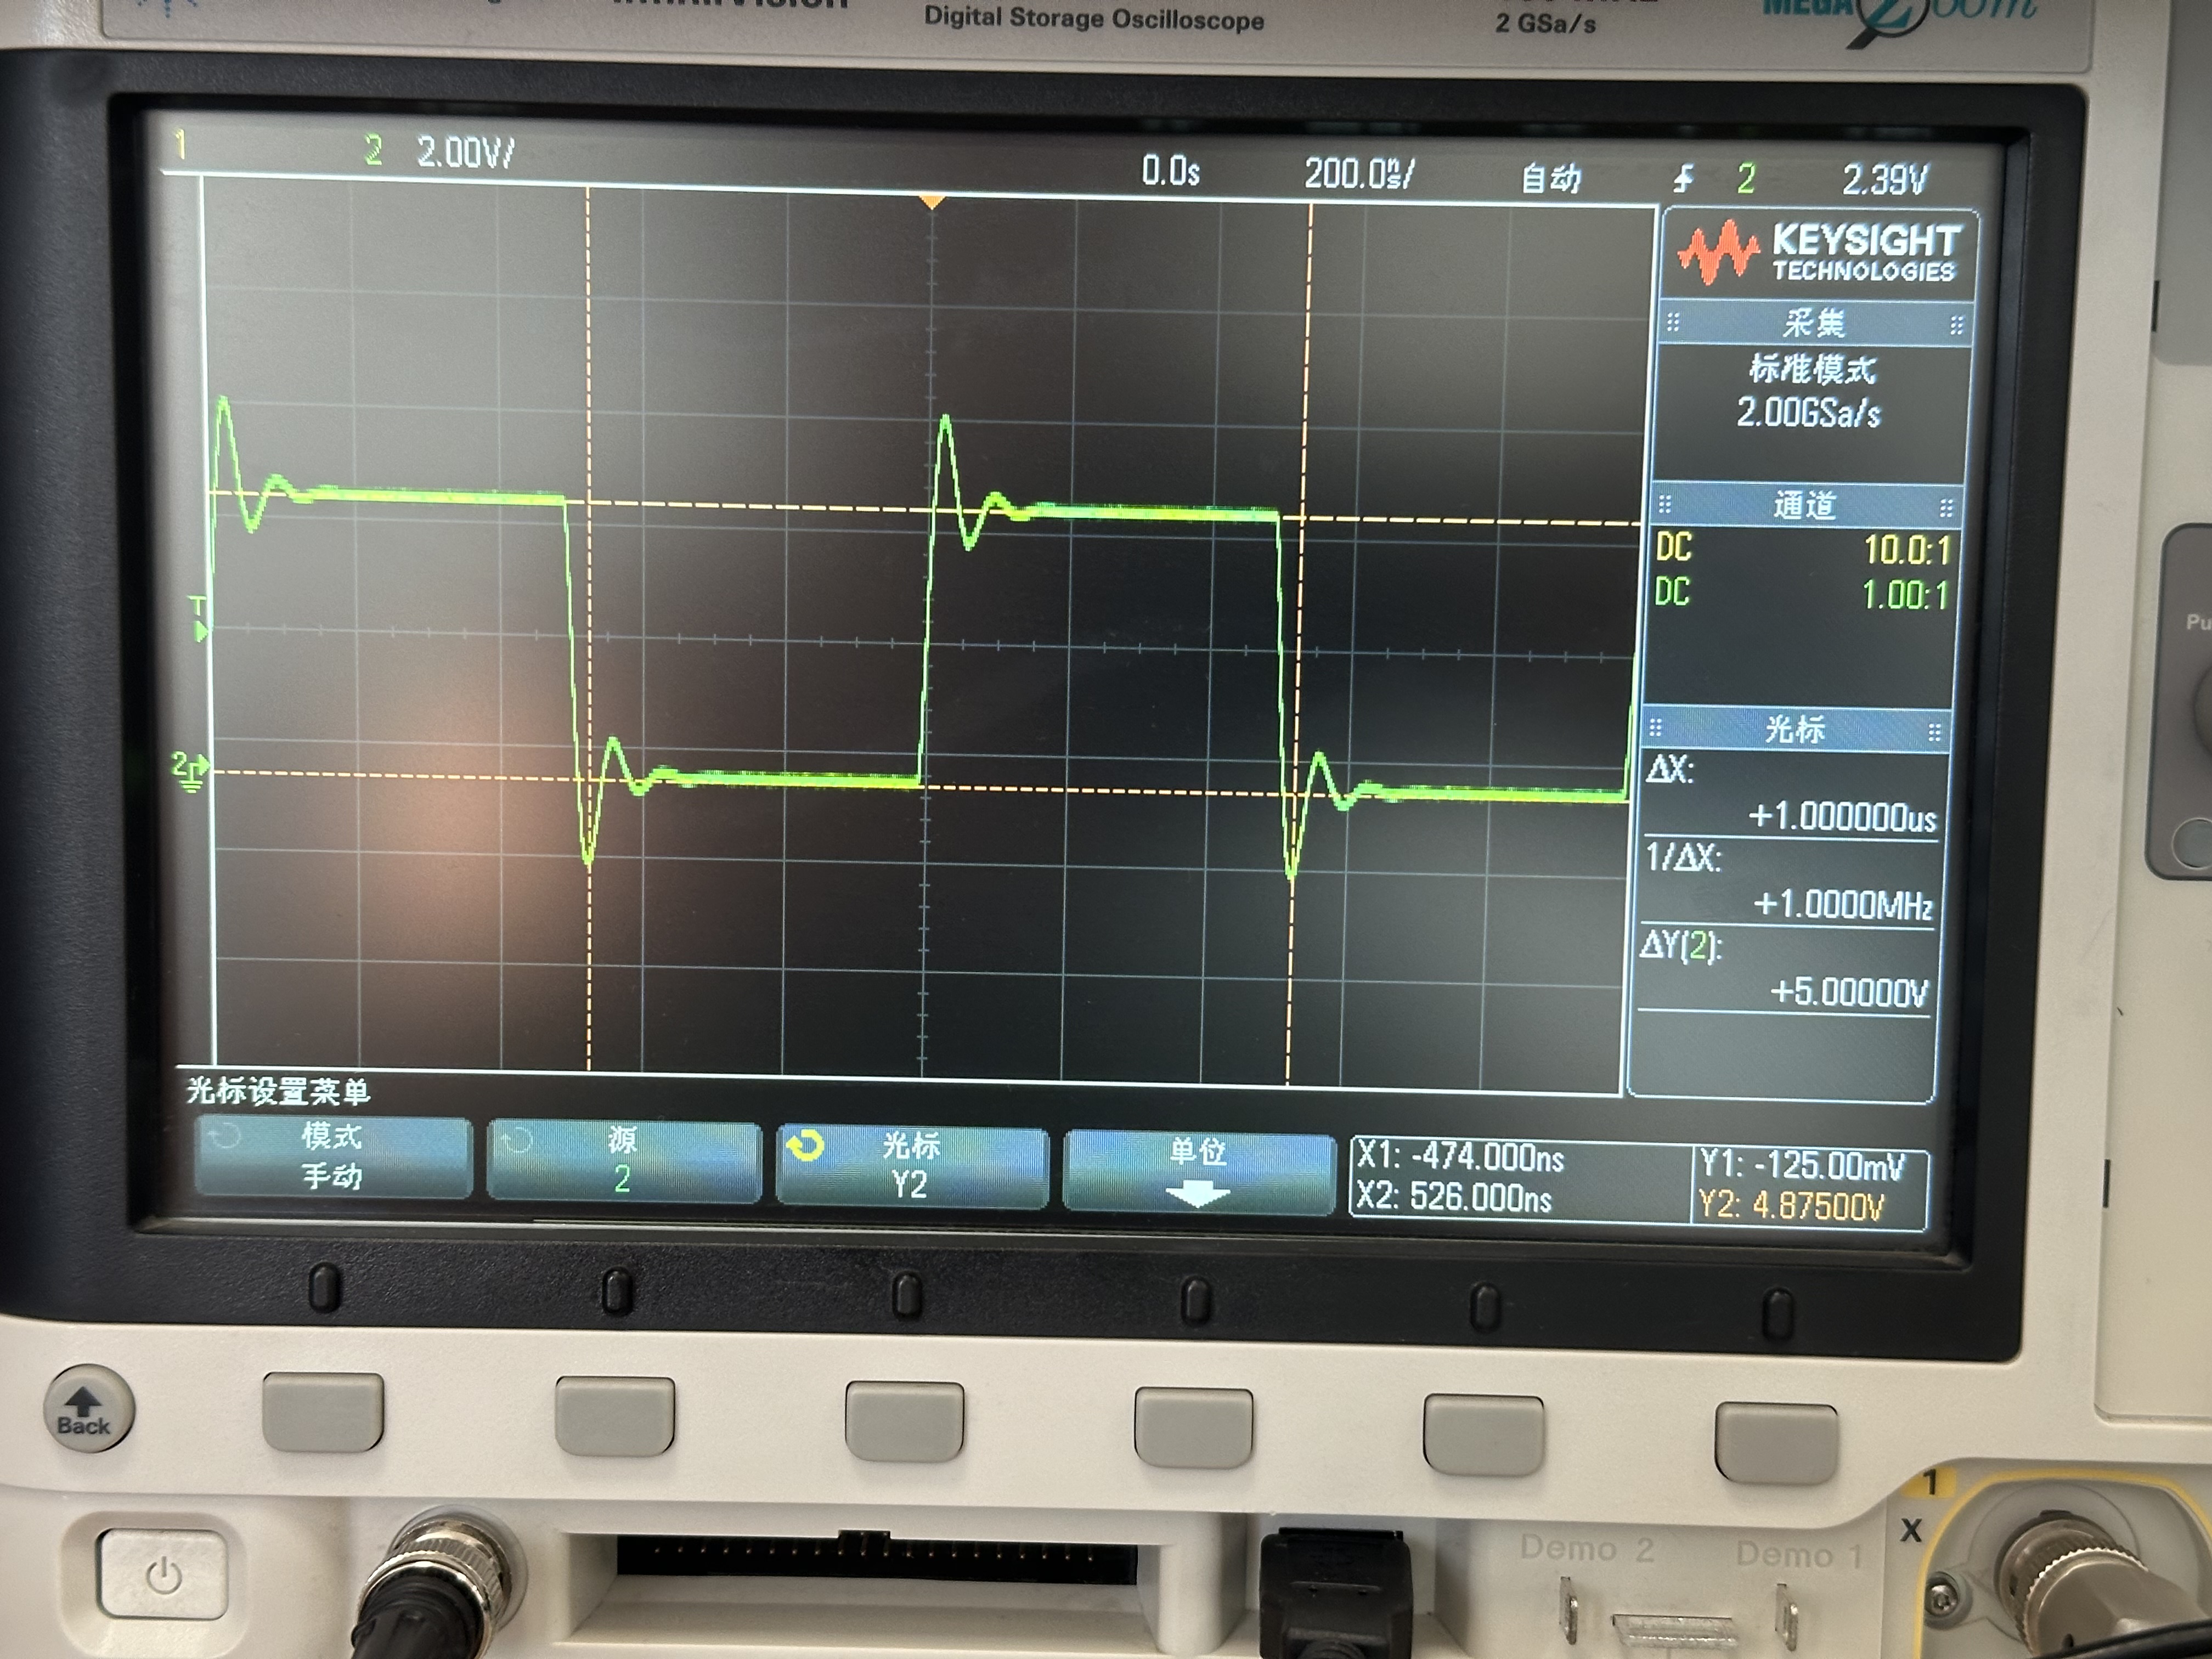 Digital Storage Oscilloscope
2 GSa/s
MEGA Zoom
1 2 2.00V/ 0.0s 200.0ns/ 自动 2 2.39V
KEYSIGHT
TECHNOLOGIES
采集
标准模式
2.00GSa/s
通道
DC 10.0:1
DC 1.00:1
T
2
光标
ΔX:
+1.000000us
1/ΔX:
+1.0000MHz
ΔY(2):
+5.00000V
光标设置菜单
模式
手动
源
2
光标
Y2
单位
X1: -474.000ns
X2: 526.000ns
Y1: -125.00mV
Y2: 4.87500V
Back
Demo 2
Demo 1
1
X